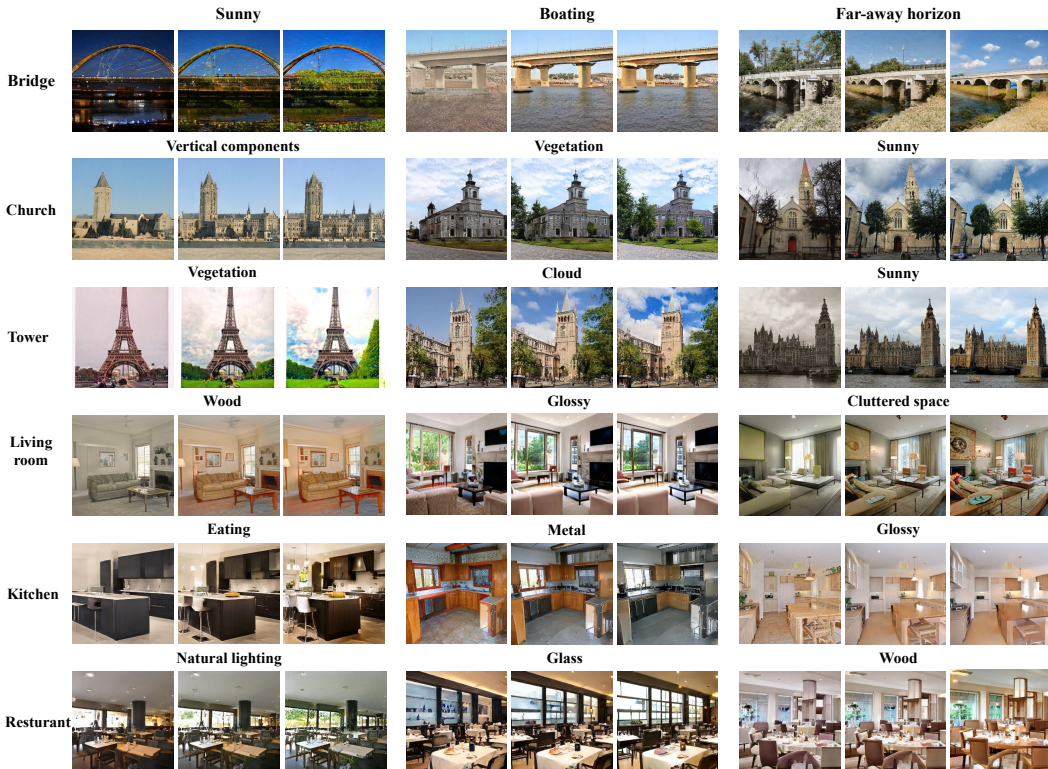 Sunny Boating Far-away horizon
Bridge
Vertical components Vegetation Sunny
Church
Vegetation Cloud Sunny
Tower
Wood Glossy Cluttered space
Living
room
Eating Metal Glossy
Kitchen
Natural lighting Glass Wood
Resturant